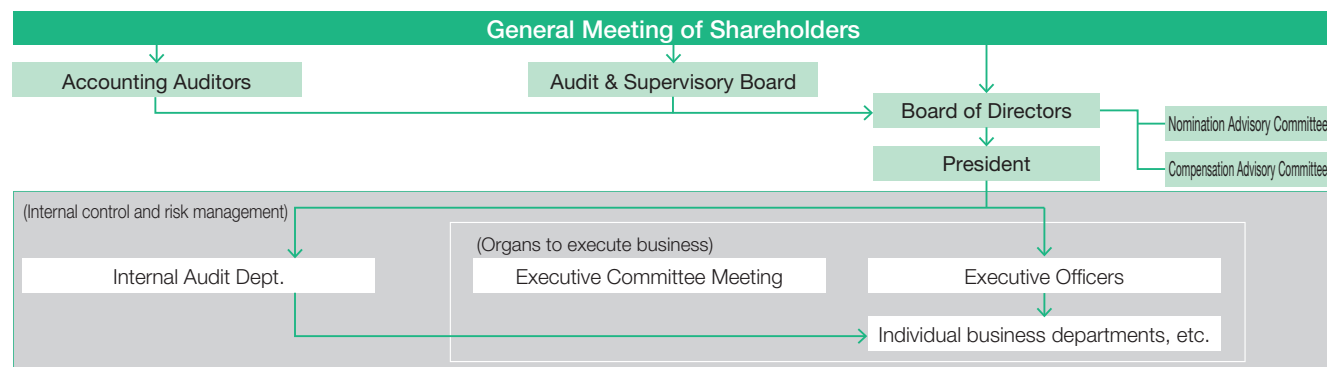 General Meeting of Shareholders
Accounting Auditors
Audit & Supervisory Board
Board of Directors
Nomination Advisory Committee
President
Compensation Advisory Committee
(Internal control and risk management)
(Organs to execute business)
Internal Audit Dept.
Executive Committee Meeting
Executive Officers
Individual business departments, etc.